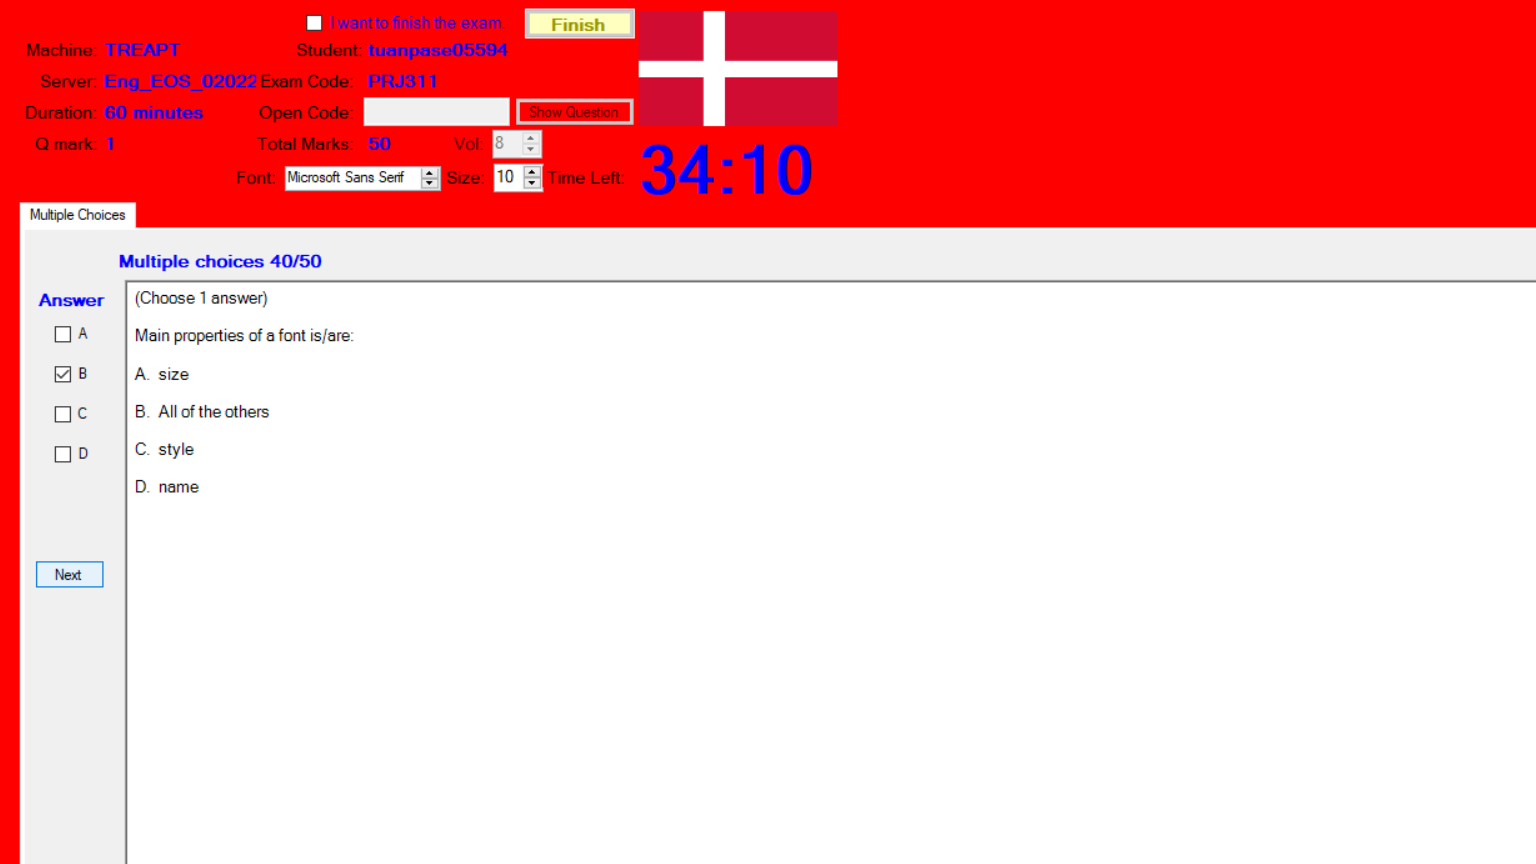 I want to finish the exam.
Finish
Machine: TREAPT
Student: tuanpase05594
Server: Eng_EOS_02022
Exam Code: PRJ311
Duration: 60 minutes
Open Code:
Show Question
Q mark: 1
Total Marks: 50
Vol: 8
Font: Microsoft Sans Serif
Size: 10
Time Left: 34:10
Multiple Choices
Multiple choices 40/50
Answer
A
B
C
D
Next
(Choose 1 answer)
Main properties of a font is/are:
A. size
B. All of the others
C. style
D. name